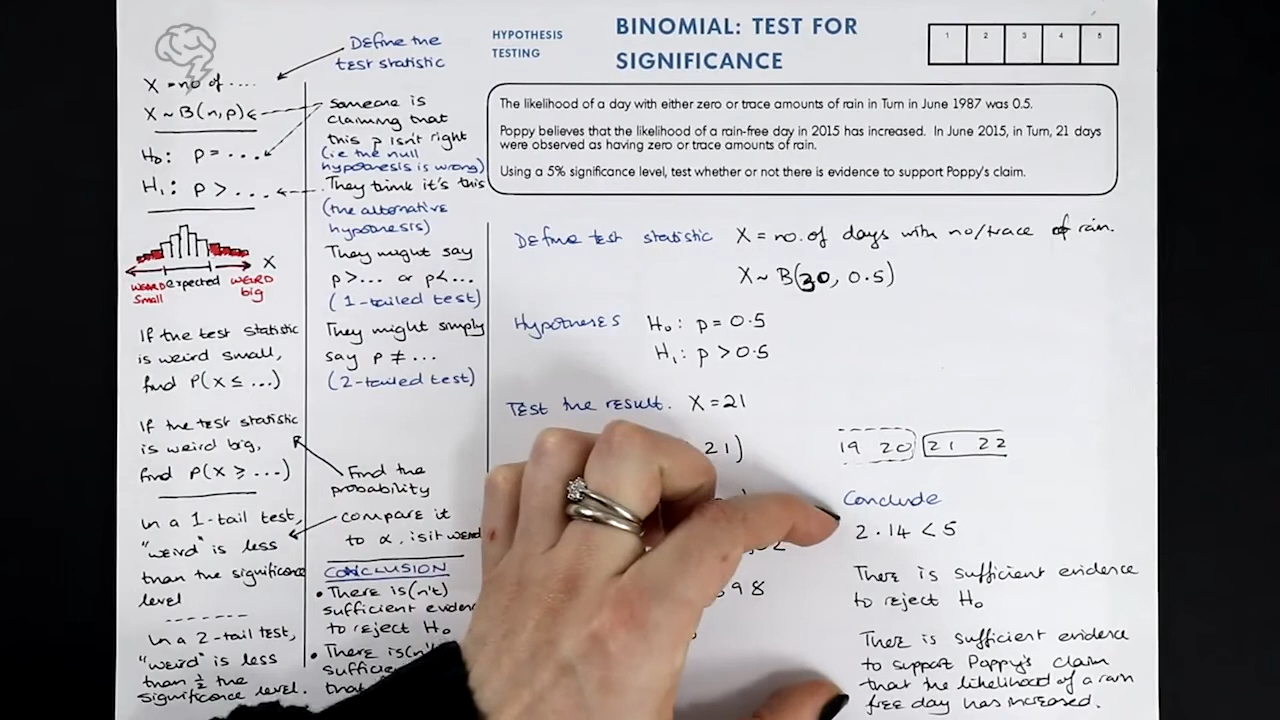 HYPOTHESIS
TESTING
BINOMIAL: TEST FOR
SIGNIFICANCE
1 2 3 4 5
The likelihood of a day with either zero or trace amounts of rain in Turn in June 1987 was 0.5.
Poppy believes that the likelihood of a rain-free day in 2015 has increased. In June 2015, in Turn, 21 days
were observed as having zero or trace amounts of rain.
Using a 5% significance level, test whether or not there is evidence to support Poppy's claim.
X = no of ....
X ~ B(n,p)
H₀: p = ...
H₁: p > ...
X
WEIRD small
expected
WEIRD big
If the test statistic
is weird small,
find P(X ≤ ...)
If the test statistic
is weird big,
find P(X ≥ ...)
In a 1-tail test,
"weird" is less
than the significance
level
In a 2-tail test,
"weird" is less
than ½ the
significance level.
Define the
test statistic
Someone is
claiming that
this p isn't right
(ie the null
hypothesis is wrong)
They think it's this
(the alternative
hypothesis)
They might say
p>... or p<...
(1-tailed test)
They might simply
say p ≠ ...
(2-tailed test)
Find the
probability
compare it
to α, is it weird
CONCLUSION
• There is(n't)
sufficient eviden
to reject H₀
• There is(n't)
suffici
that
Define test statistic X = no. of days with no/trace of rain.
X ~ B(30, 0.5)
Hypotheses H₀: p = 0.5
H₁: p > 0.5
Test the result. X = 21
21)
98
19 20 21 22
Conclude
2.14 < 5
There is sufficient evidence
to reject H₀
There is sufficient evidence
to support Poppy's claim
that the likelihood of a rain
free day has increased.